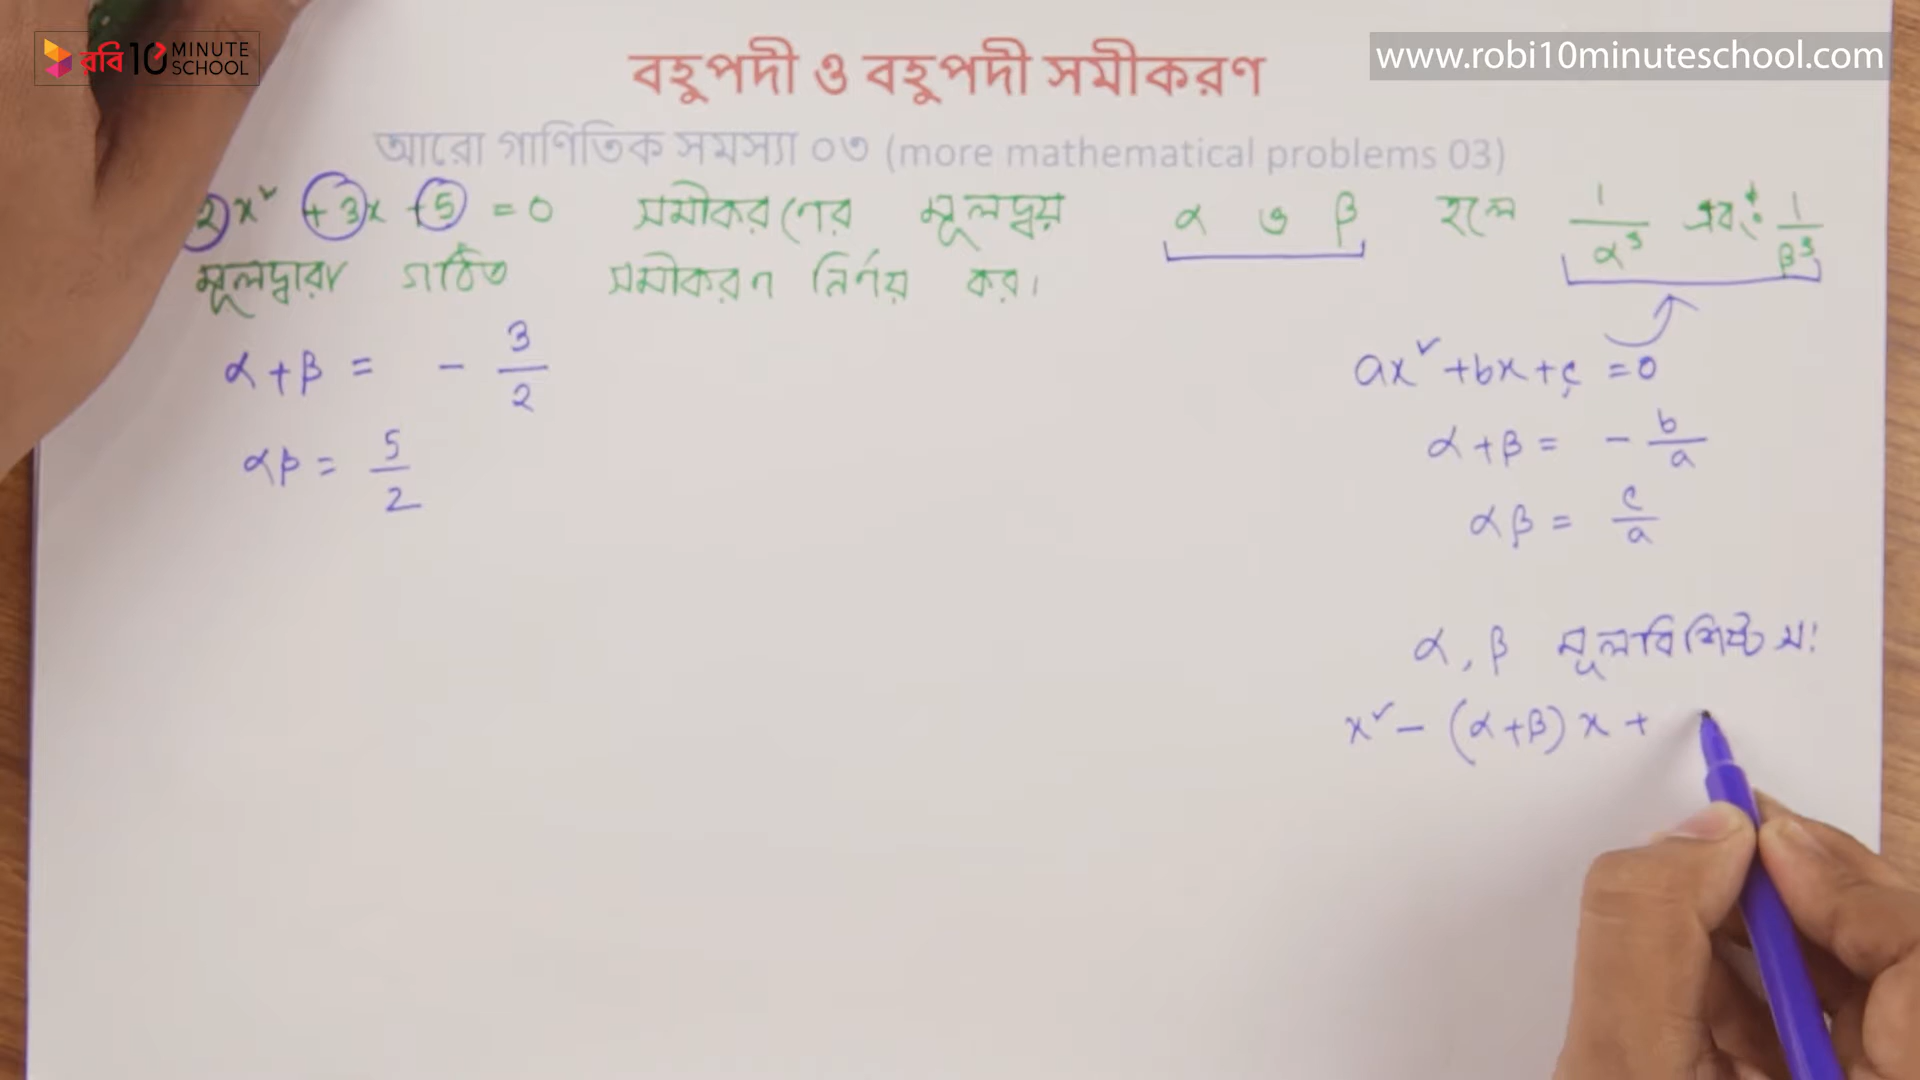 রবি 10 MINUTE SCHOOL
www.robi10minuteschool.com
বহুপদী ও বহুপদী সমীকরণ
আরো গাণিতিক সমস্যা ০৩ (more mathematical problems 03)
2x² + 3x + 5 = 0 সমীকরণের মূলদ্বয় α ও β হলে 1/α³ এবং 1/β³
মূলদ্বারা গঠিত সমীকরণ নির্ণয় কর।
α + β = - 3/2
αβ = 5/2
ax² + bx + c = 0
α + β = - b/a
αβ = c/a
α, β মূলবিশিষ্ট স:
x² - (α+β) x +